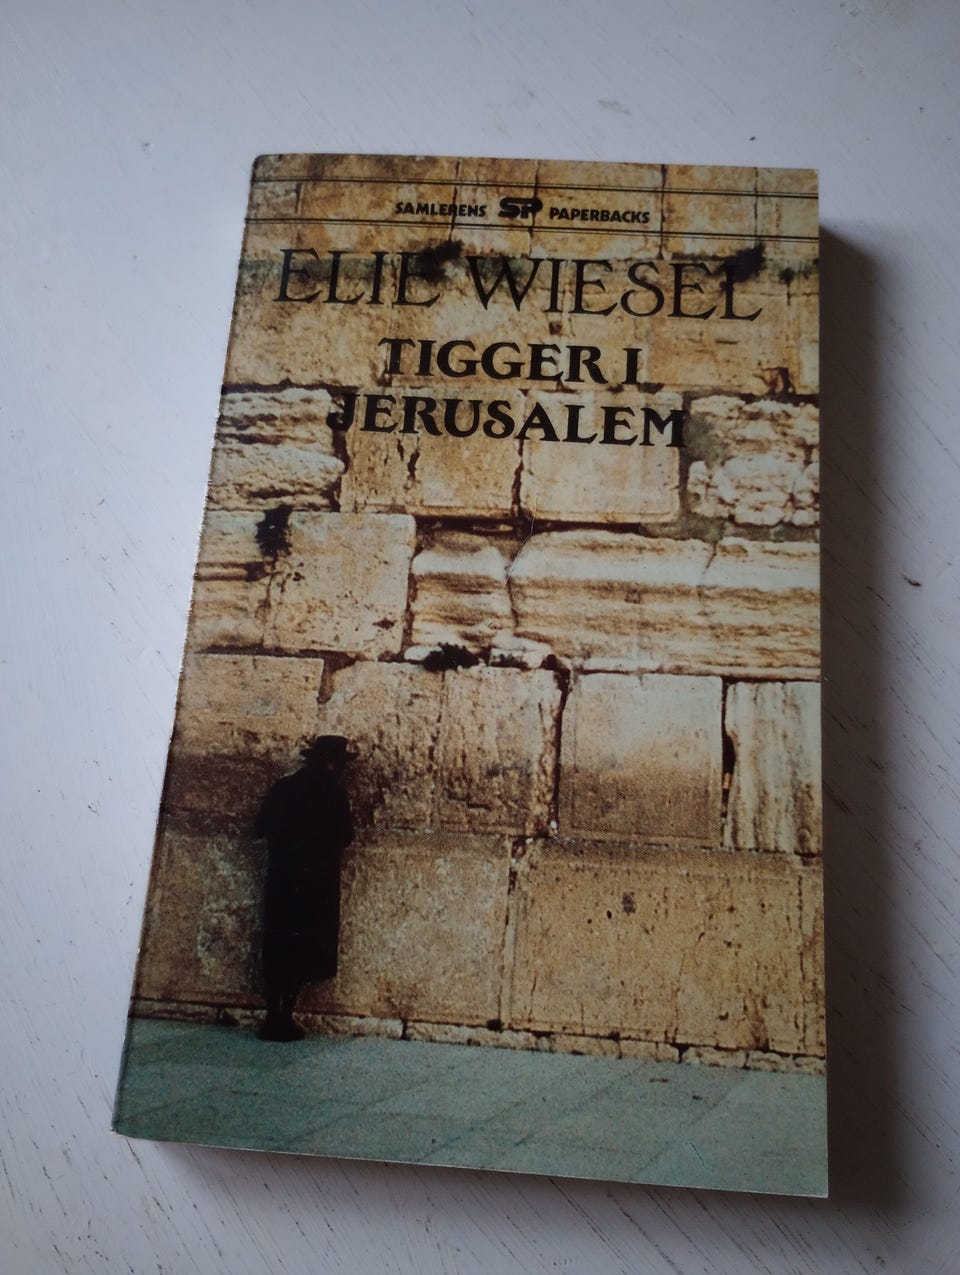 SAMLERENS SP PAPERBACKS
ELIE WIESEL
TIGGER I
JERUSALEM